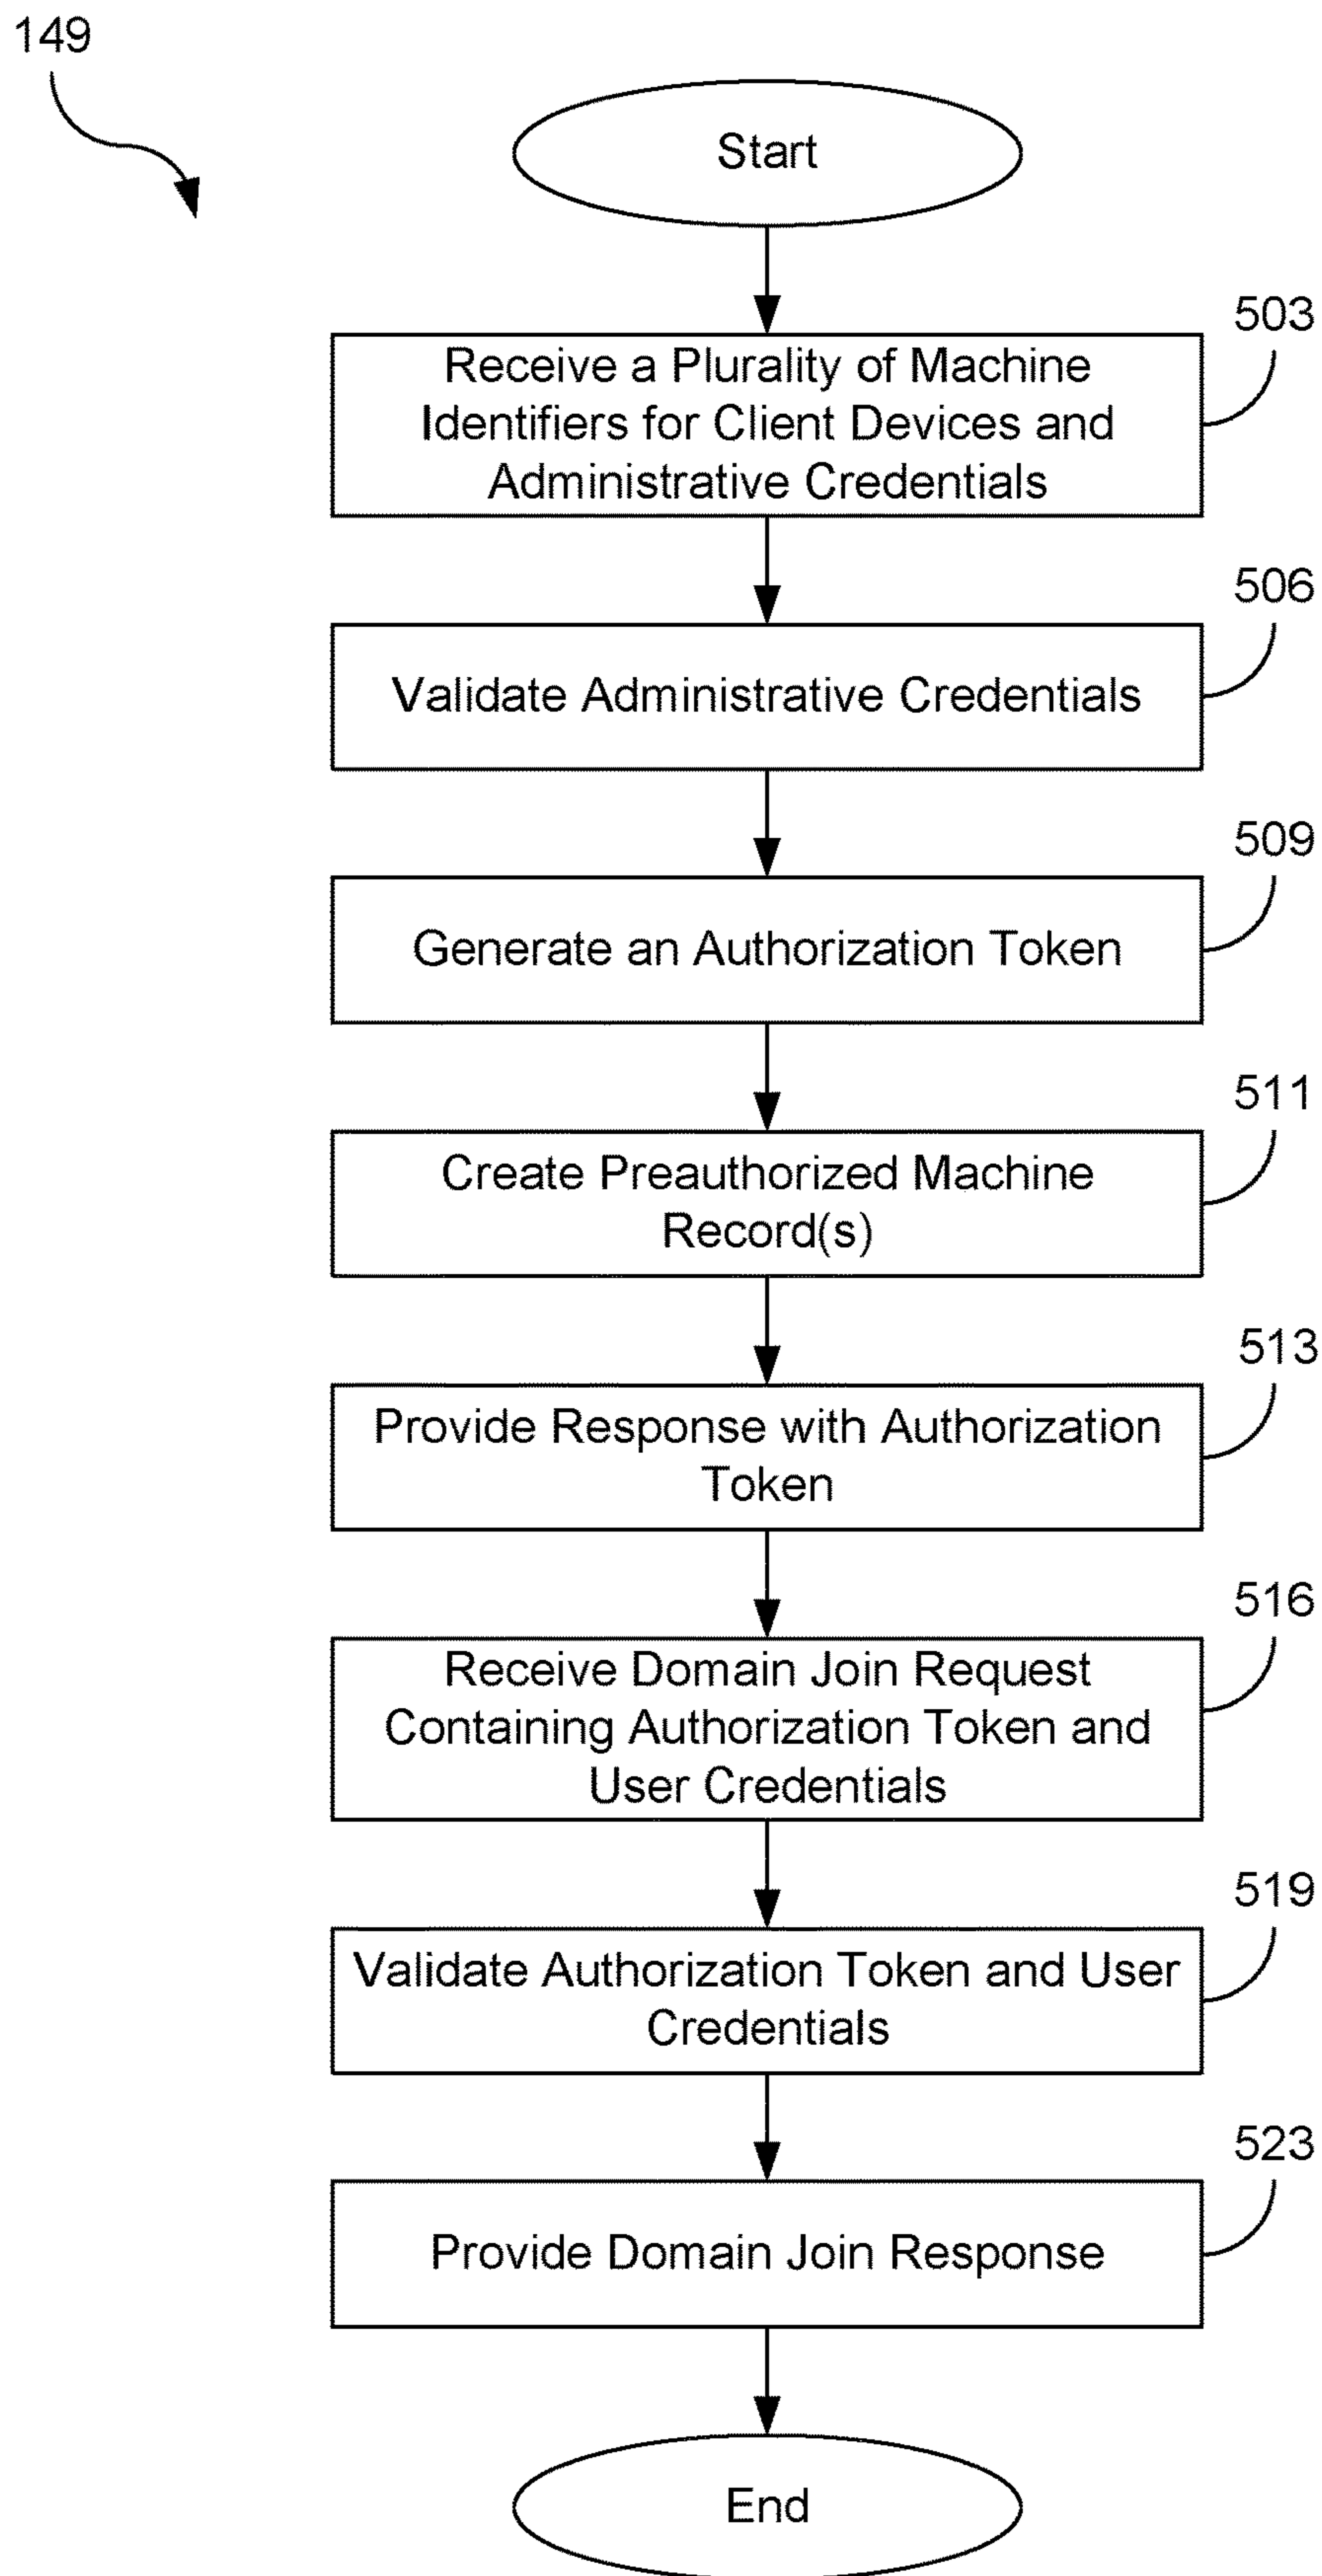 149
Start
503
Receive a Plurality of Machine
Identifiers for Client Devices and
Administrative Credentials
506
Validate Administrative Credentials
509
Generate an Authorization Token
511
Create Preauthorized Machine
Record(s)
513
Provide Response with Authorization
Token
516
Receive Domain Join Request
Containing Authorization Token and
User Credentials
519
Validate Authorization Token and User
Credentials
523
Provide Domain Join Response
End